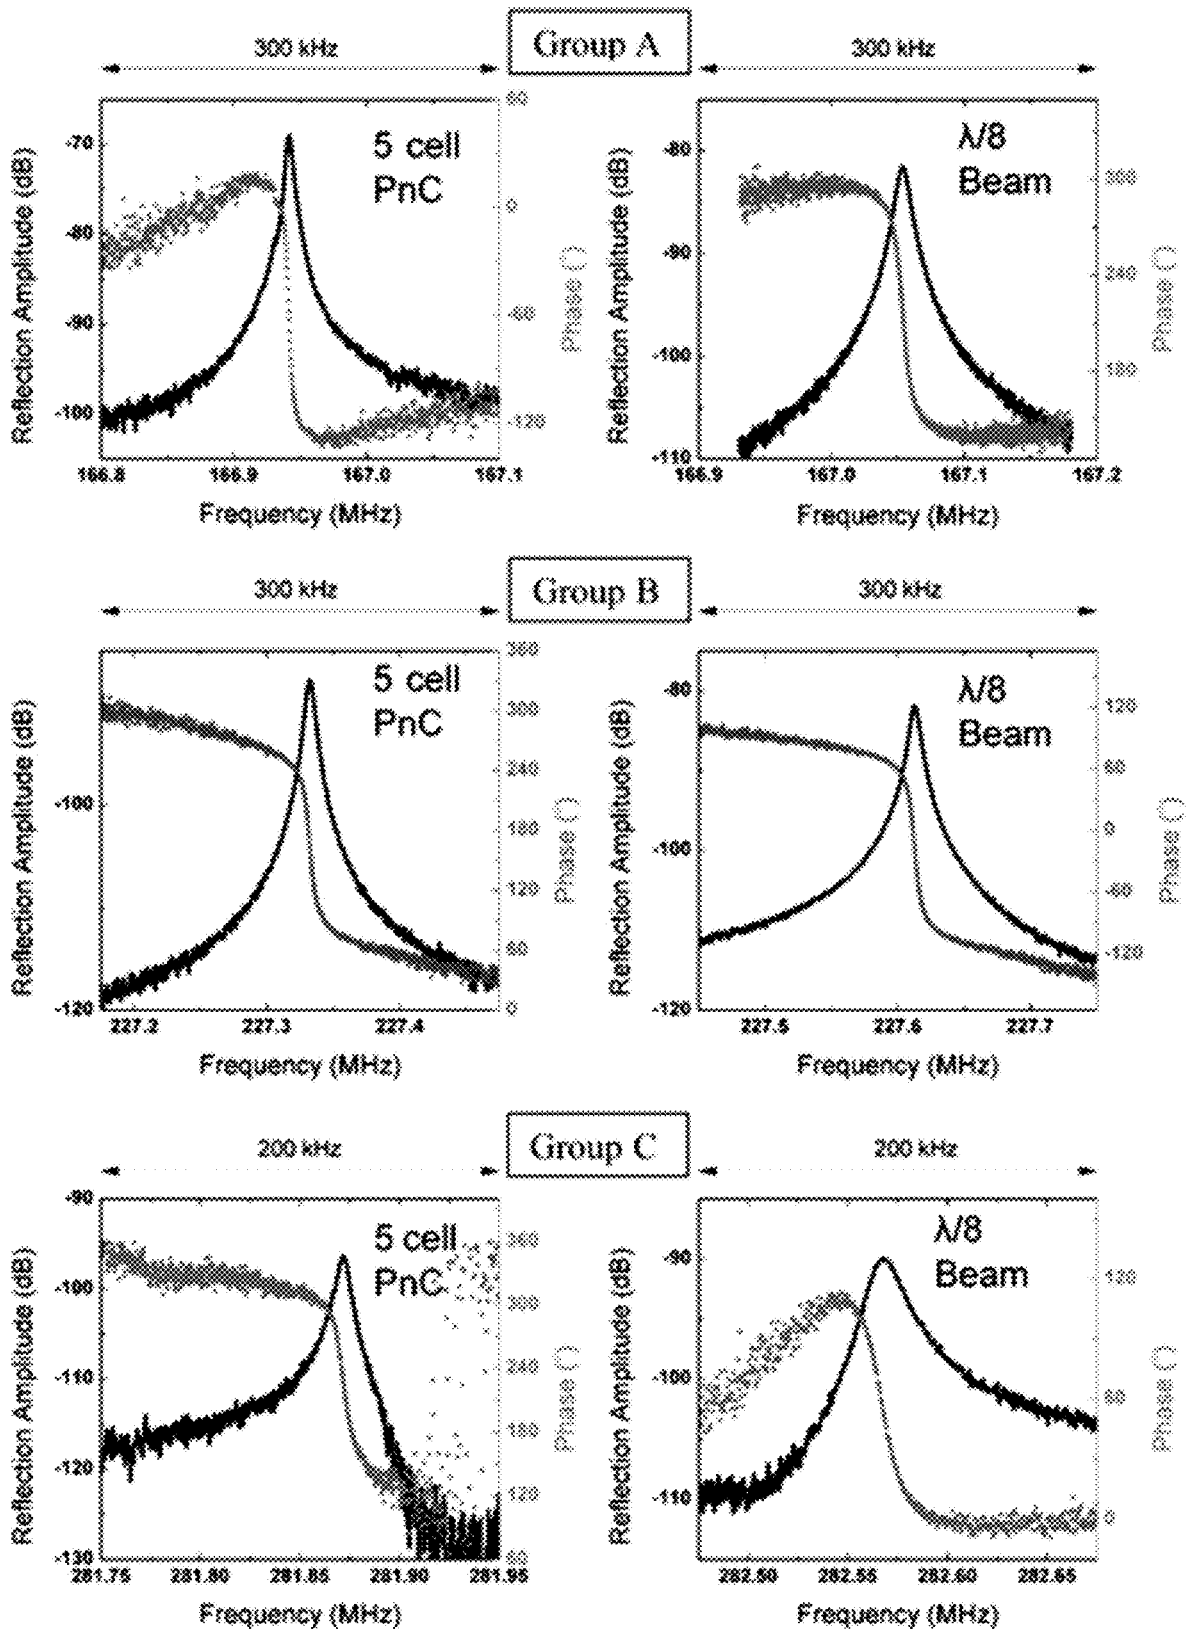 Group A
300 kHz
300 kHz
5 cell
PnC
λ/8
Beam
60
0
-60
-120
-70
-80
-90
-100
300
240
180
-80
-90
-100
-110
Reflection Amplitude (dB)
Phase (°)
Reflection Amplitude (dB)
Phase (°)
166.8 166.9 167.0 167.1
166.9 167.0 167.1 167.2
Frequency (MHz)
Frequency (MHz)
Group B
300 kHz
300 kHz
5 cell
PnC
λ/8
Beam
360
300
240
180
120
60
0
-100
-120
120
60
0
-60
-120
-80
-100
-120
Reflection Amplitude (dB)
Phase (°)
Reflection Amplitude (dB)
Phase (°)
227.2 227.3 227.4
227.5 227.6 227.7
Frequency (MHz)
Frequency (MHz)
Group C
200 kHz
200 kHz
5 cell
PnC
λ/8
Beam
-90
-100
-110
-120
-130
360
300
240
180
120
60
-90
-100
-110
120
60
0
Reflection Amplitude (dB)
Phase (°)
Reflection Amplitude (dB)
Phase (°)
281.75 281.80 281.85 281.90 281.95
282.50 282.55 282.60 282.65
Frequency (MHz)
Frequency (MHz)